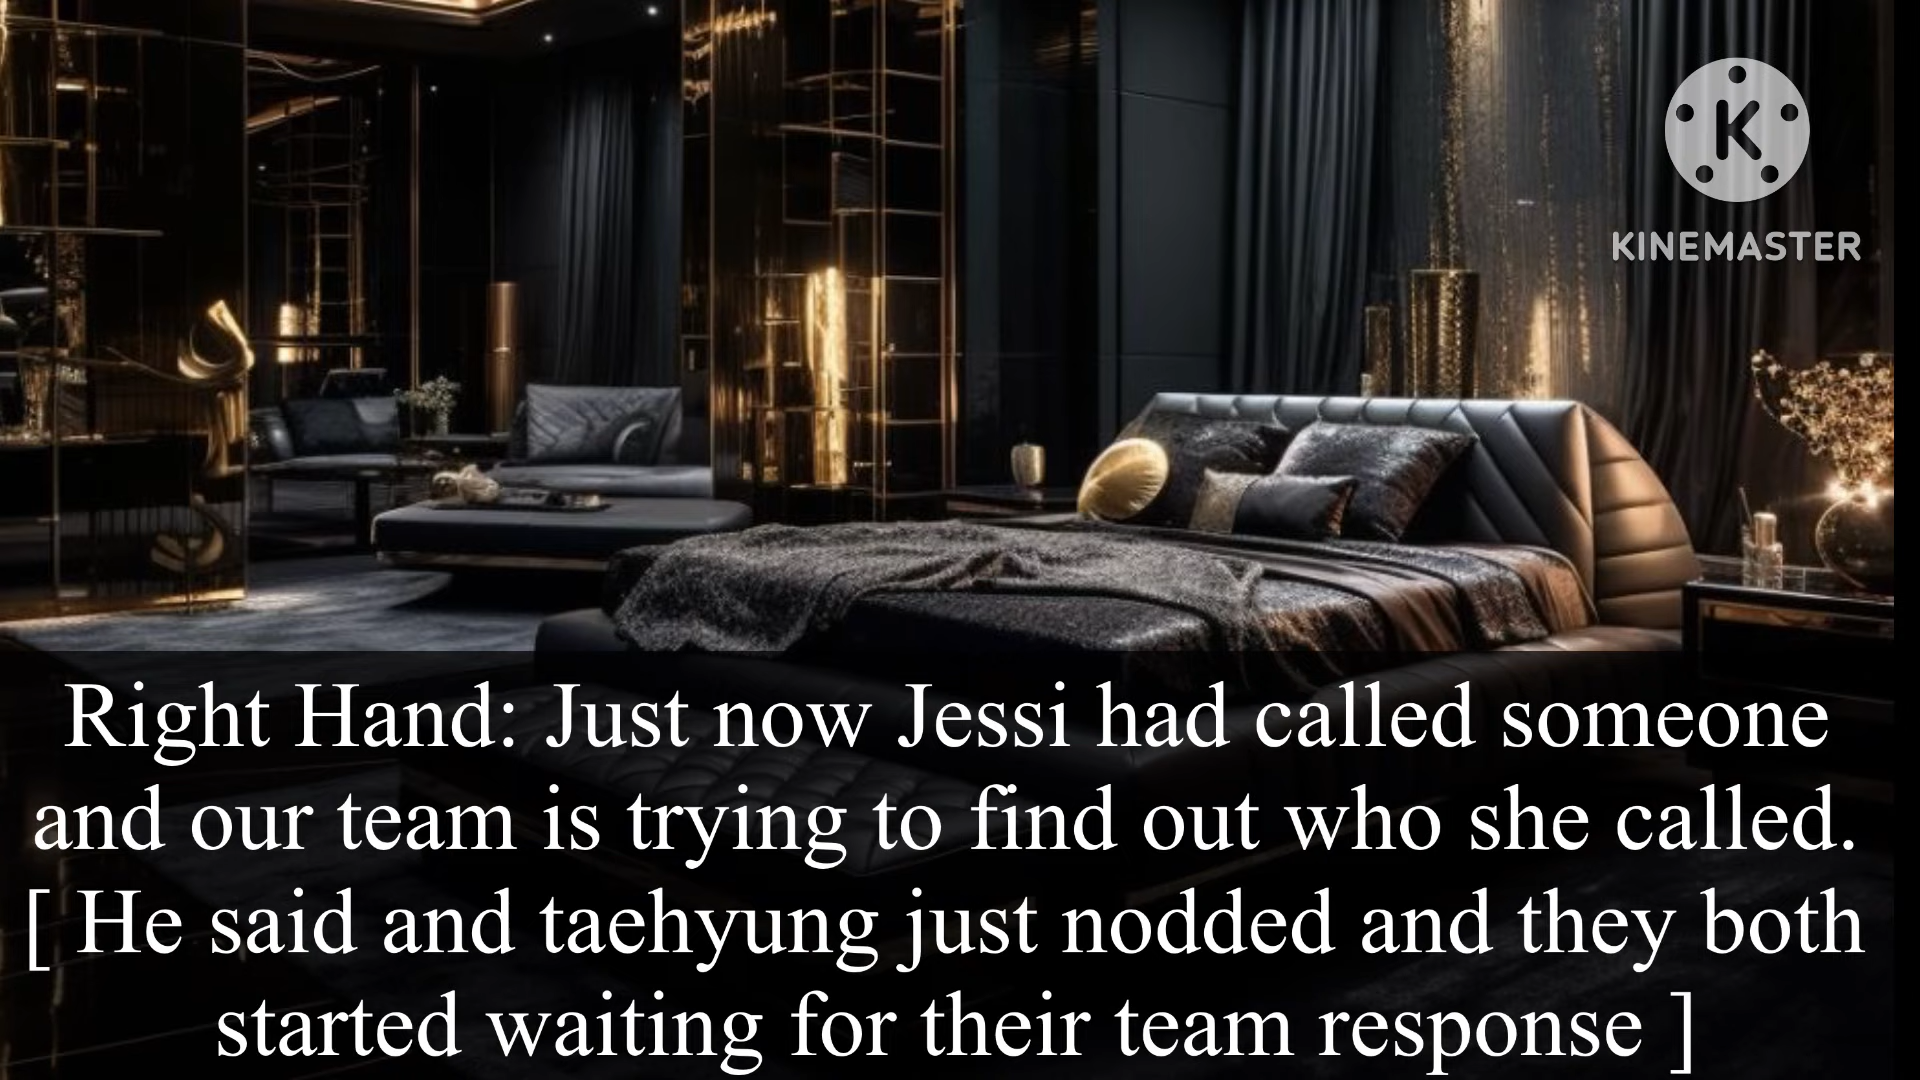 K
KINEMASTER
Right Hand: Just now Jessi had called someone
and our team is trying to find out who she called.
[ He said and taehyung just nodded and they both
started waiting for their team response ]